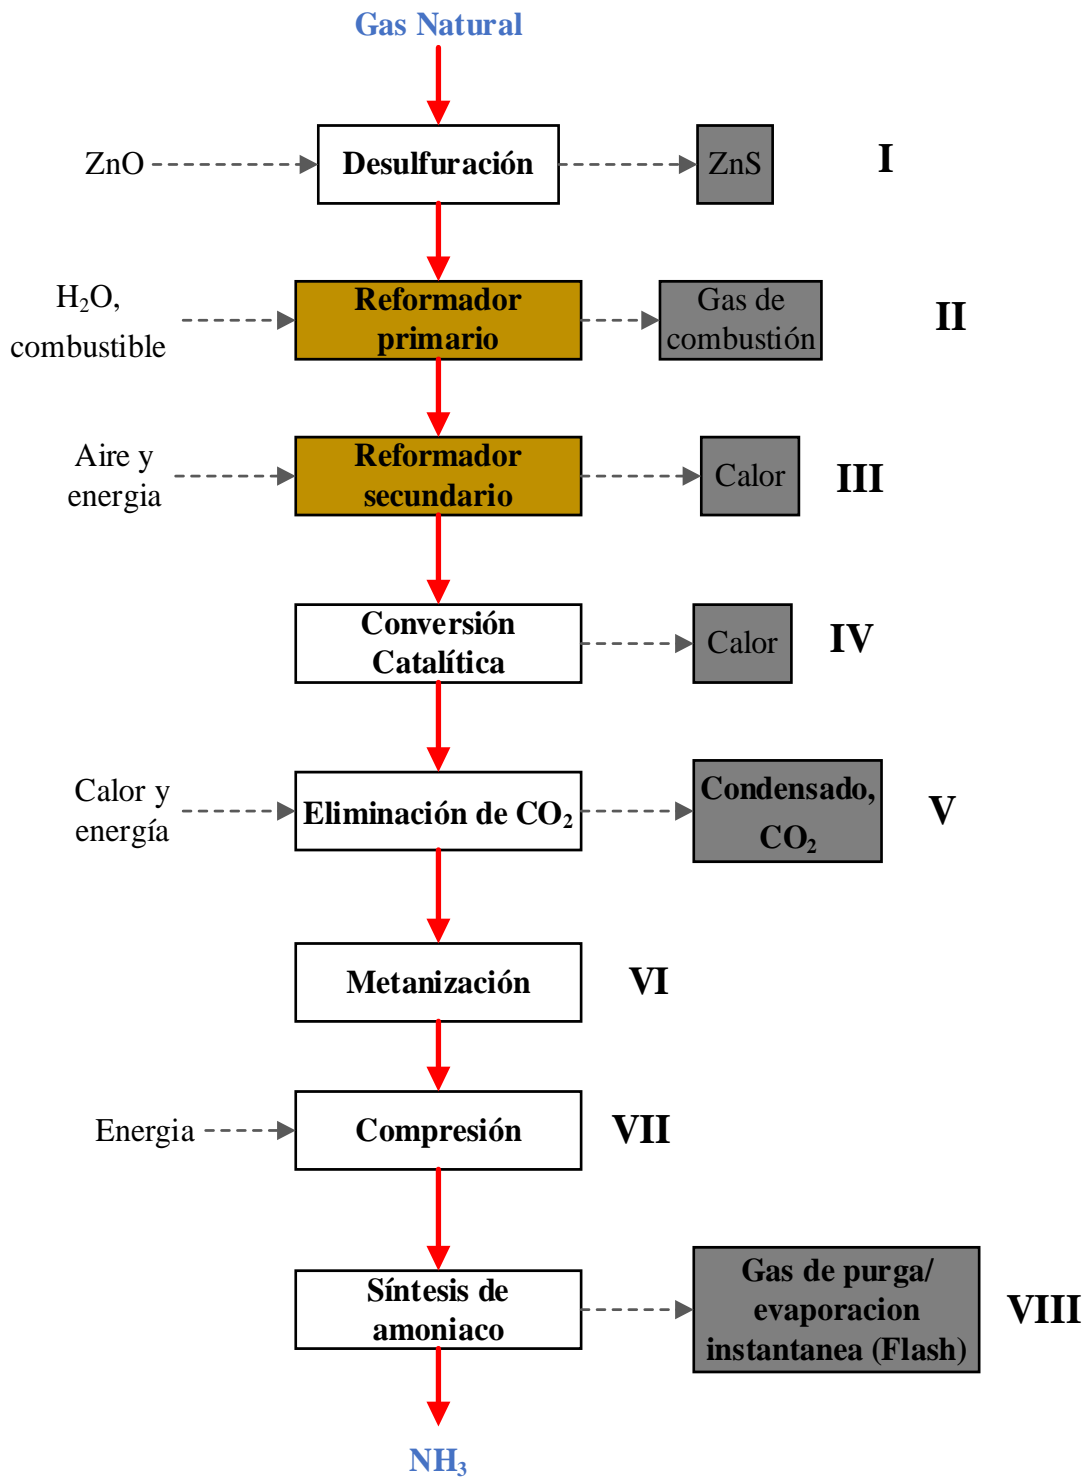 Gas Natural
ZnO
Desulfuración
ZnS
I
H₂O,
combustible
Reformador
primario
Gas de
combustión
II
Aire y
energia
Reformador
secundario
Calor
III
Conversión
Catalítica
Calor
IV
Calor y
energía
Eliminación de CO₂
Condensado,
CO₂
V
Metanización
VI
Energia
Compresión
VII
Síntesis de
amoniaco
Gas de purga/
evaporacion
instantanea (Flash)
VIII
NH₃